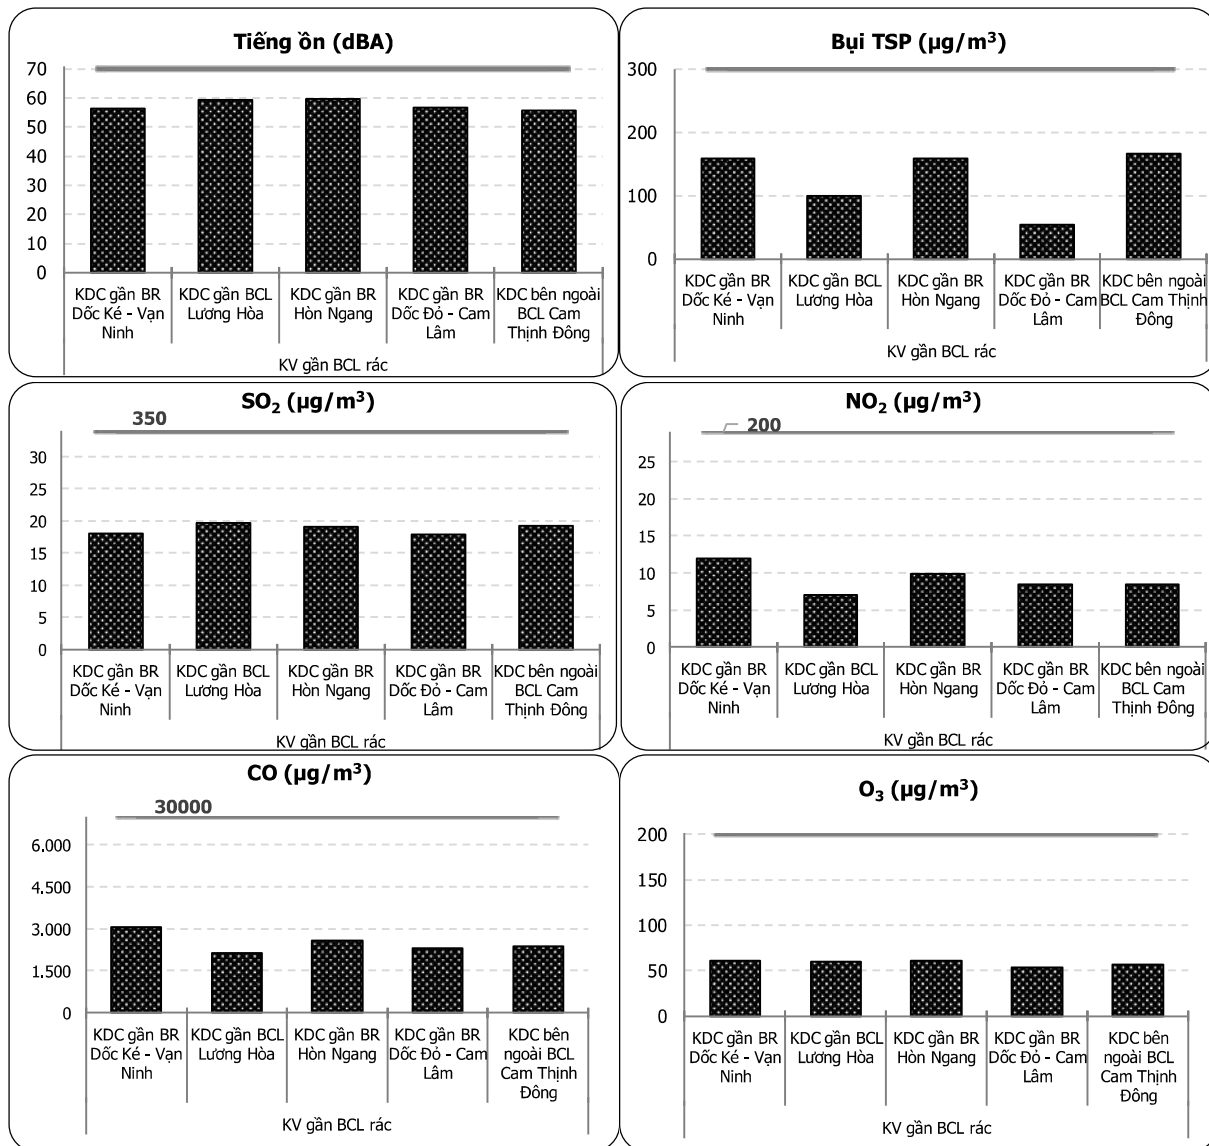 Tiếng ồn (dBA)
70
60
50
40
30
20
10
0
KDC gần BR
Dốc Ké - Vạn
Ninh
KDC gần BCL
Lương Hòa
KDC gần BR
Hòn Ngang
KDC gần BR
Dốc Đỏ - Cam
Lâm
KDC bên ngoài
BCL Cam
Thịnh Đông
KV gần BCL rác
Bụi TSP (µg/m³)
300
200
100
0
KDC gần BR
Dốc Ké - Vạn
Ninh
KDC gần BCL
Lương Hòa
KDC gần BR
Hòn Ngang
KDC gần BR
Dốc Đỏ - Cam
Lâm
KDC bên ngoài
BCL Cam Thịnh
Đông
KV gần BCL rác
SO₂ (µg/m³)
350
30
25
20
15
10
5
0
KDC gần BR
Dốc Ké - Vạn
Ninh
KDC gần BCL
Lương Hòa
KDC gần BR
Hòn Ngang
KDC gần BR
Dốc Đỏ - Cam
Lâm
KDC bên ngoài
BCL Cam
Thịnh Đông
KV gần BCL rác
NO₂ (µg/m³)
200
25
20
15
10
5
0
KDC gần BR
Dốc Ké - Vạn
Ninh
KDC gần BCL
Lương Hòa
KDC gần BR
Hòn Ngang
KDC gần BR
Dốc Đỏ - Cam
Lâm
KDC bên ngoài
BCL Cam
Thịnh Đông
KV gần BCL rác
CO (µg/m³)
30000
6.000
4.500
3.000
1.500
0
KDC gần BR
Dốc Ké - Vạn
Ninh
KDC gần BCL
Lương Hòa
KDC gần BR
Hòn Ngang
KDC gần BR
Dốc Đỏ - Cam
Lâm
KDC bên
ngoài BCL
Cam Thịnh
Đông
KV gần BCL rác
O₃ (µg/m³)
200
150
100
50
0
KDC gần BR
Dốc Ké - Vạn
Ninh
KDC gần BCL
Lương Hòa
KDC gần BR
Hòn Ngang
KDC gần BR
Dốc Đỏ - Cam
Lâm
KDC bên
ngoài BCL
Cam Thịnh
Đông
KV gần BCL rác